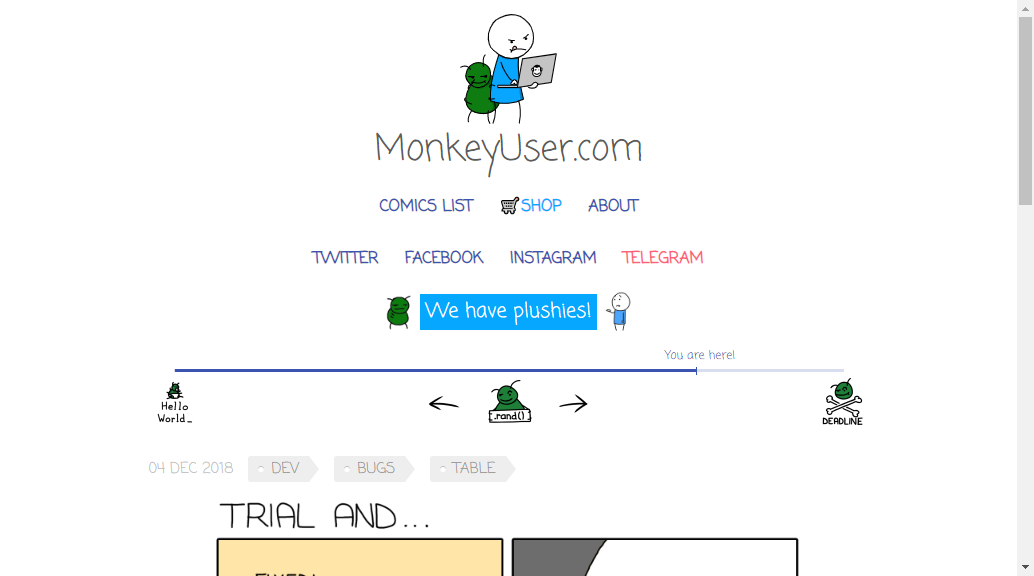 MonkeyUser.com
COMICS LIST SHOP ABOUT
TWITTER FACEBOOK INSTAGRAM TELEGRAM
We have plushies!
You are here!
Hello
World_
.rand()
DEADLINE
04 DEC 2018 DEV BUGS TABLE
TRIAL AND...